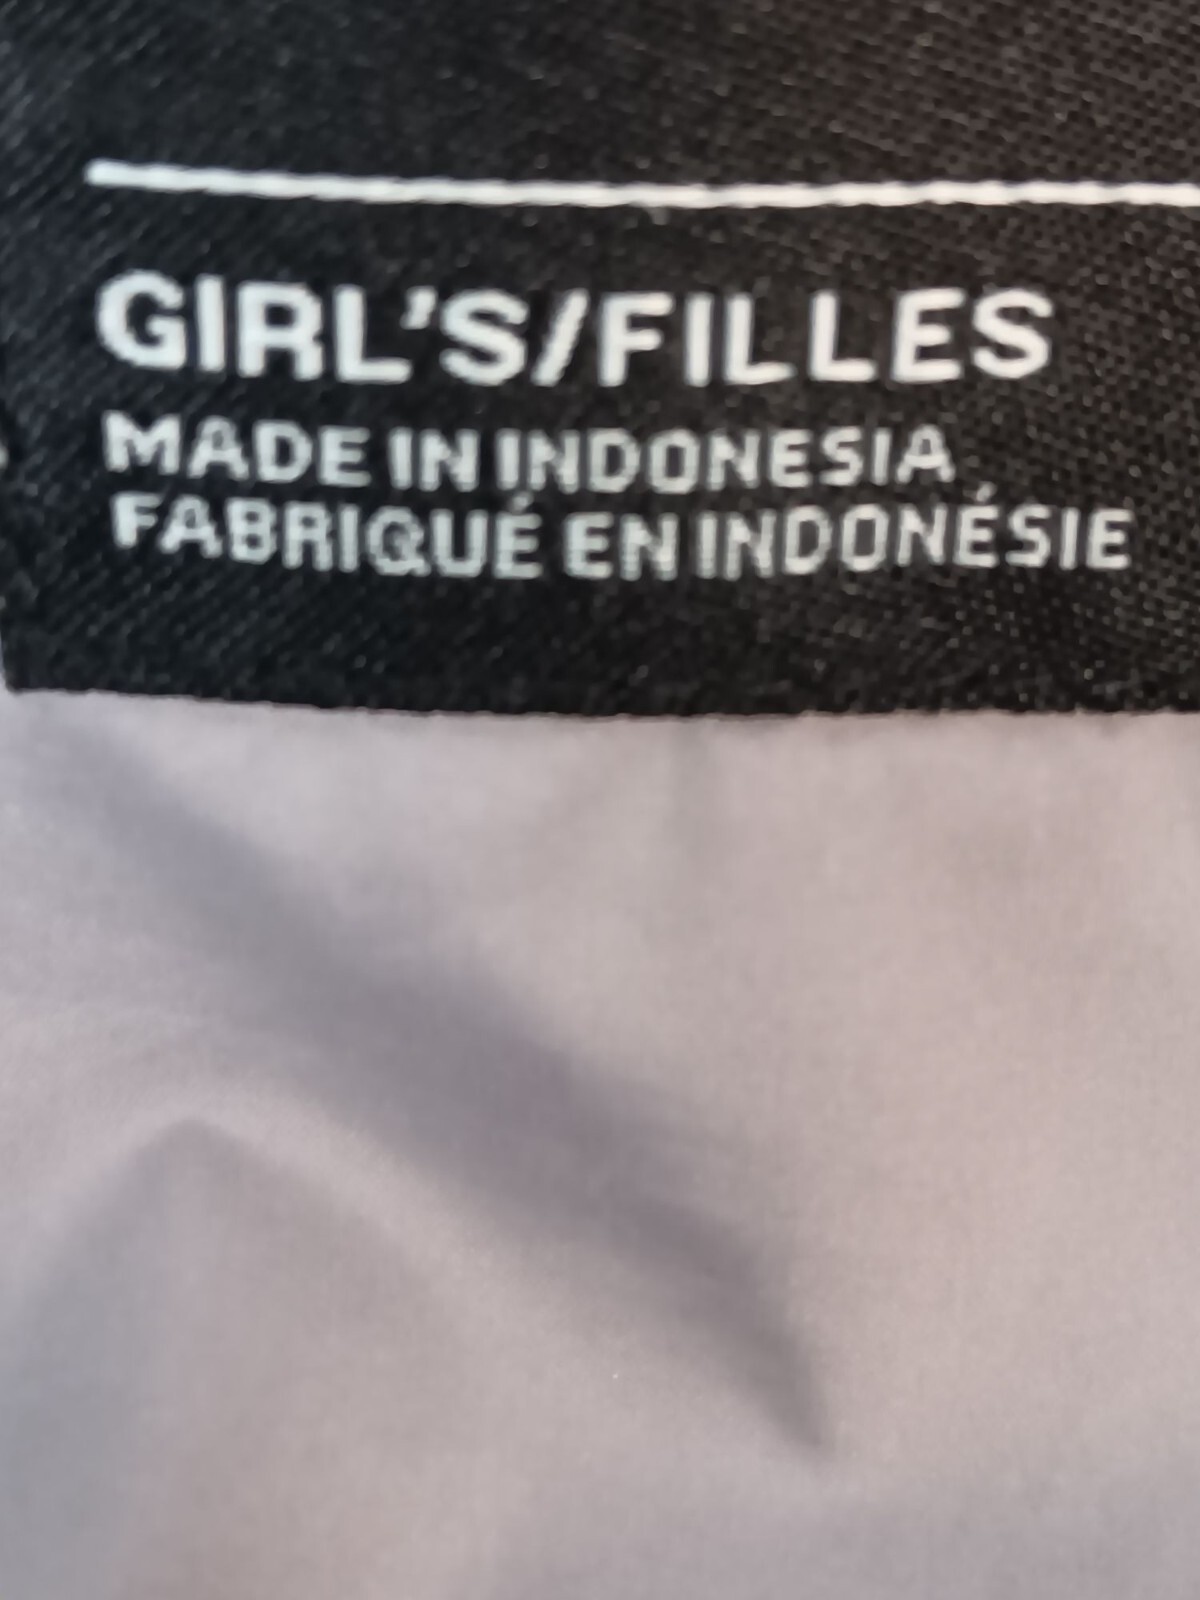 GIRL'S/FILLES
MADE IN INDONESIA
FABRIQUÉ EN INDONÉSIE